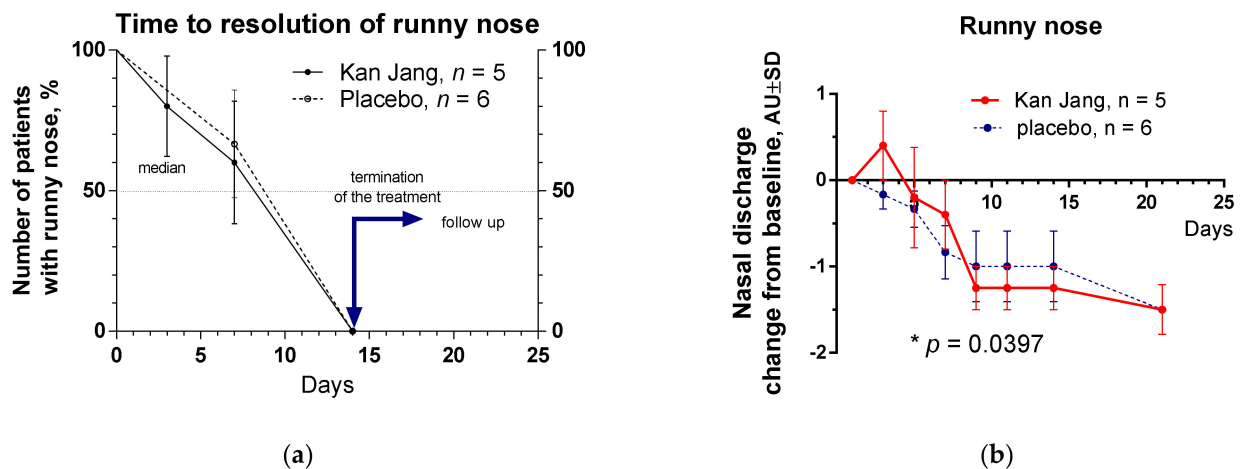 Time to resolution of runny nose
Number of patients
with runny nose, %
100
50
0
100
50
0
Kan Jang, n = 5
Placebo, n = 6
median
termination
of the treatment
follow up
0 5 10 15 20 25
Days
(a)
Runny nose
Nasal discharge
change from baseline, AU±SD
1
0
-1
-2
Kan Jang, n = 5
placebo, n = 6
10 15 20 25
Days
* p = 0.0397
(b)